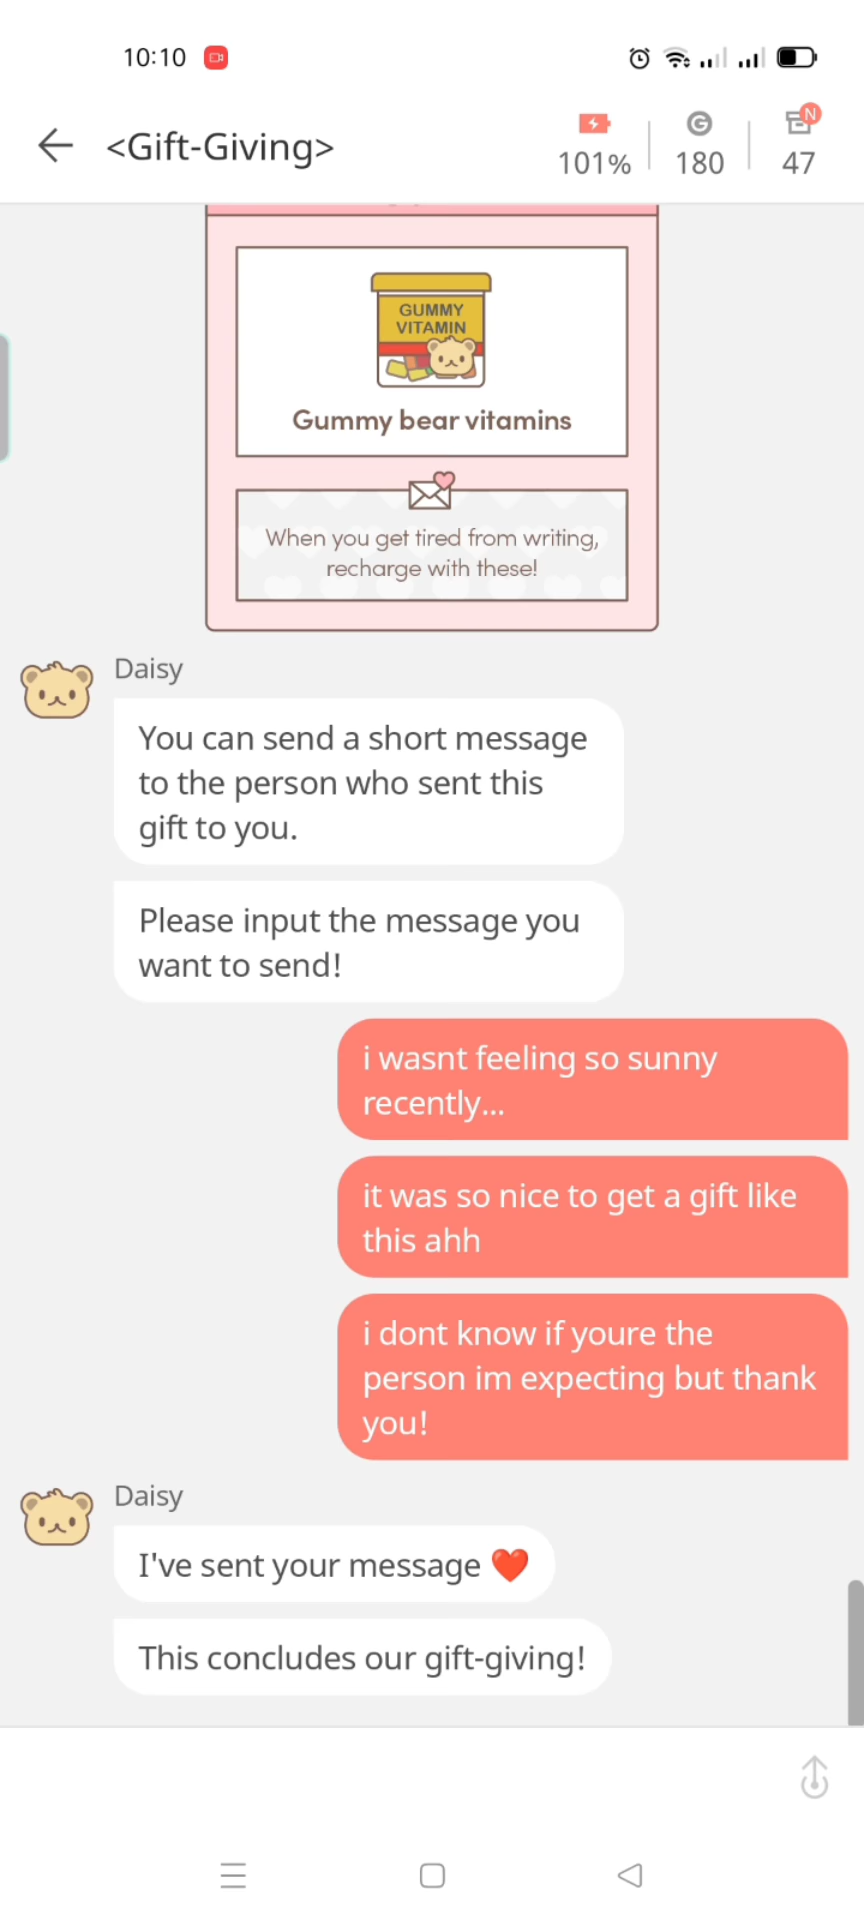 10:10
<Gift-Giving>
101%
180
N
47
GUMMY
VITAMIN
Gummy bear vitamins
When you get tired from writing,
recharge with these!
Daisy
You can send a short message
to the person who sent this
gift to you.
Please input the message you
want to send!
i wasnt feeling so sunny
recently...
it was so nice to get a gift like
this ahh
i dont know if youre the
person im expecting but thank
you!
Daisy
I've sent your message ❤️
This concludes our gift-giving!